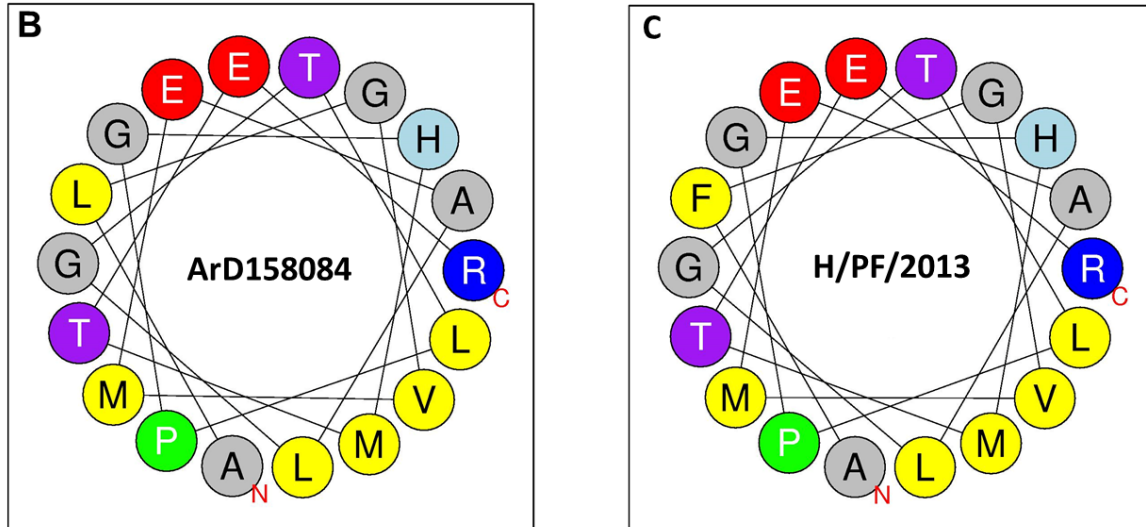 B
C
E E T G H A R C L V M L A N P M T G L G
ArD158084
E E T G H A R C L V M L A N P M T G F G
H/PF/2013